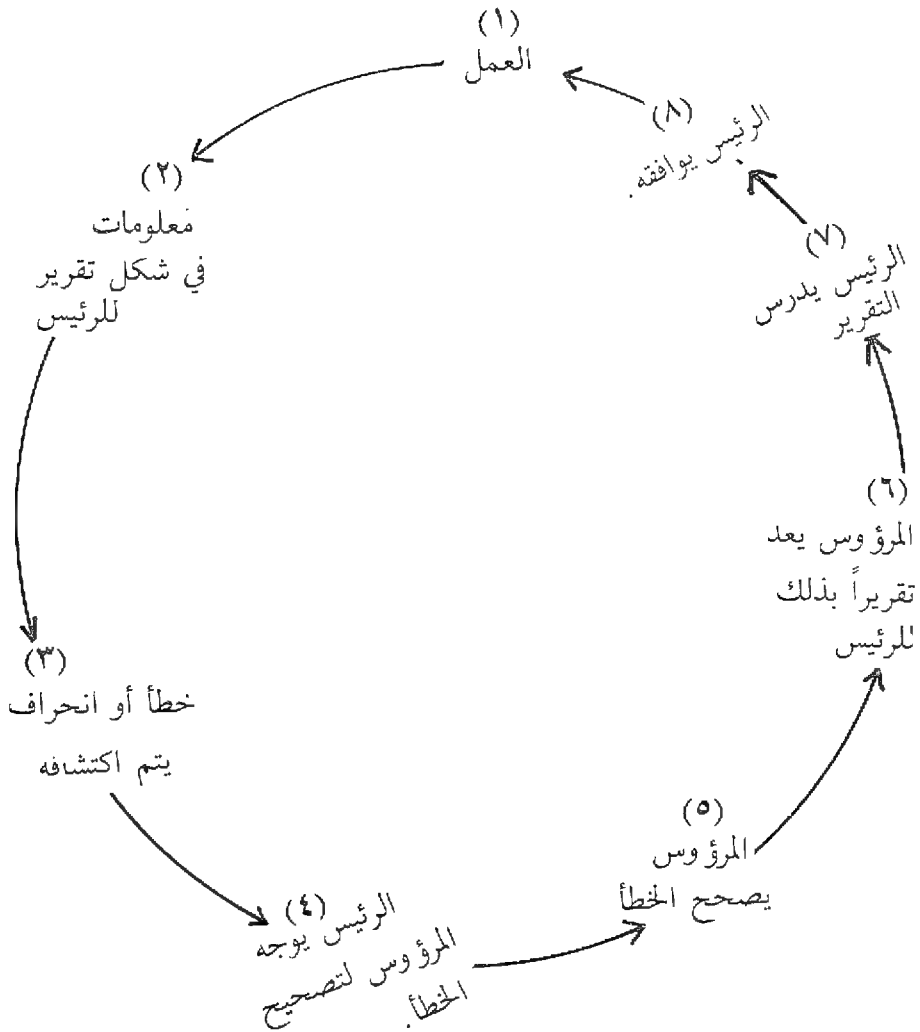 (١)
العمل
(٢)
معلومات
في شكل تقرير
للرئيس
(٣)
خطأ أو انحراف
يتم اكتشافه
(٤)
الرئيس يوجه
المرؤوس لتصحيح
الخطأ.
(٥)
المرؤوس
يصحح الخطأ
(٦)
المرؤوس يعد
تقريراً بذلك
للرئيس
(٧)
الرئيس يدرس
التقرير
(٨)
الرئيس يوافقه.